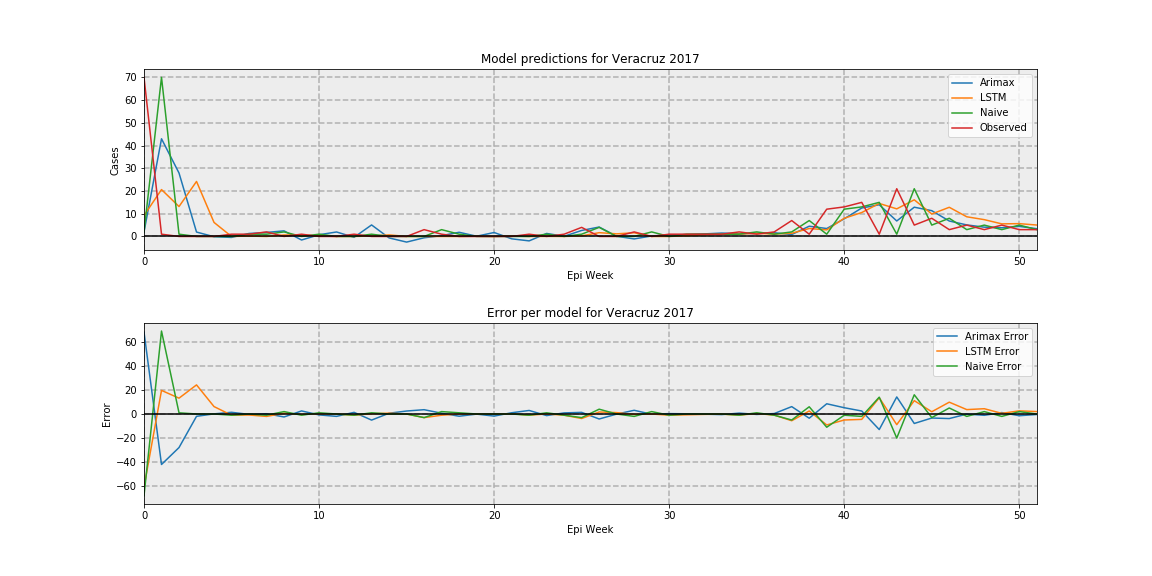 Model predictions for Veracruz 2017
Cases
70
60
50
40
30
20
10
0
Arimax
LSTM
Naive
Observed
0 10 20 30 40 50
Epi Week
Error per model for Veracruz 2017
Error
60
40
20
0
−20
−40
−60
Arimax Error
LSTM Error
Naive Error
0 10 20 30 40 50
Epi Week